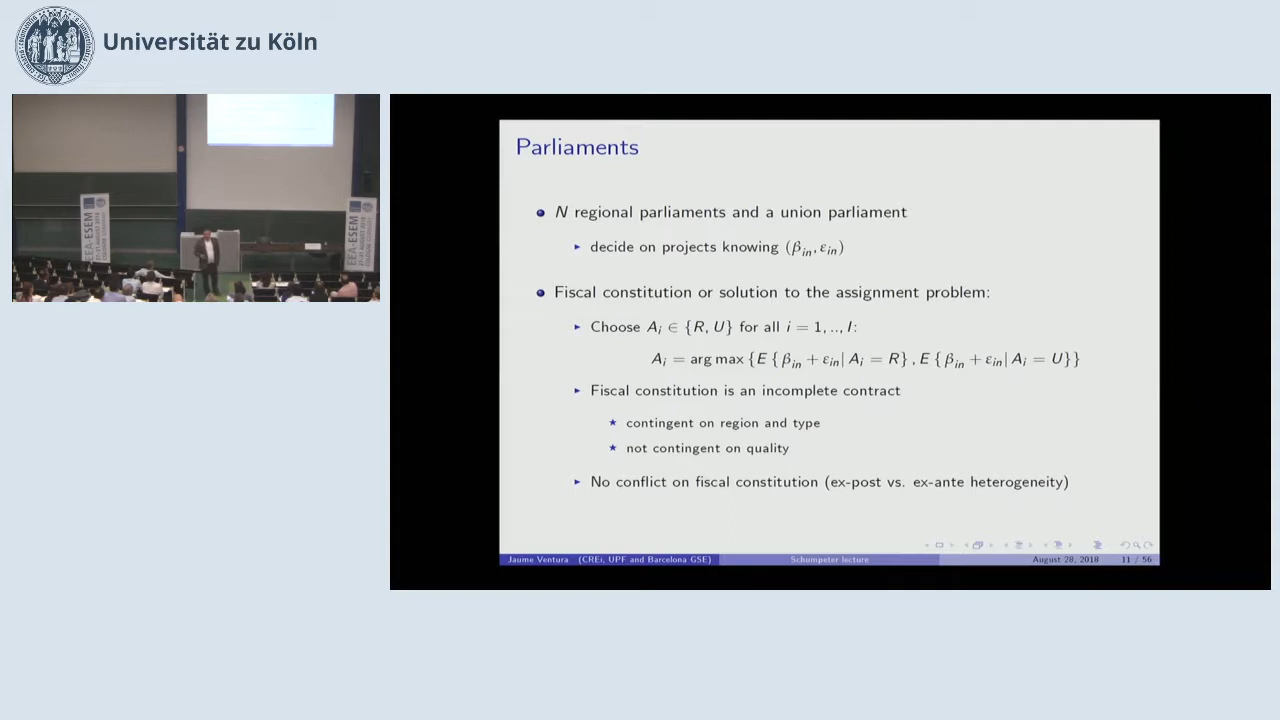 Universität zu Köln
EEA-ESEM
EEA-ESEM
Parliaments
N regional parliaments and a union parliament
decide on projects knowing (β_in, ε_in)
Fiscal constitution or solution to the assignment problem:
Choose A_i ∈ {R, U} for all i = 1, .., I:
A_i = arg max {E {β_in + ε_in| A_i = R} , E {β_in + ε_in| A_i = U}}
Fiscal constitution is an incomplete contract
contingent on region and type
not contingent on quality
No conflict on fiscal constitution (ex-post vs. ex-ante heterogeneity)
Jaume Ventura (CREi, UPF and Barcelona GSE) Schumpeter lecture August 28, 2018 11 / 56